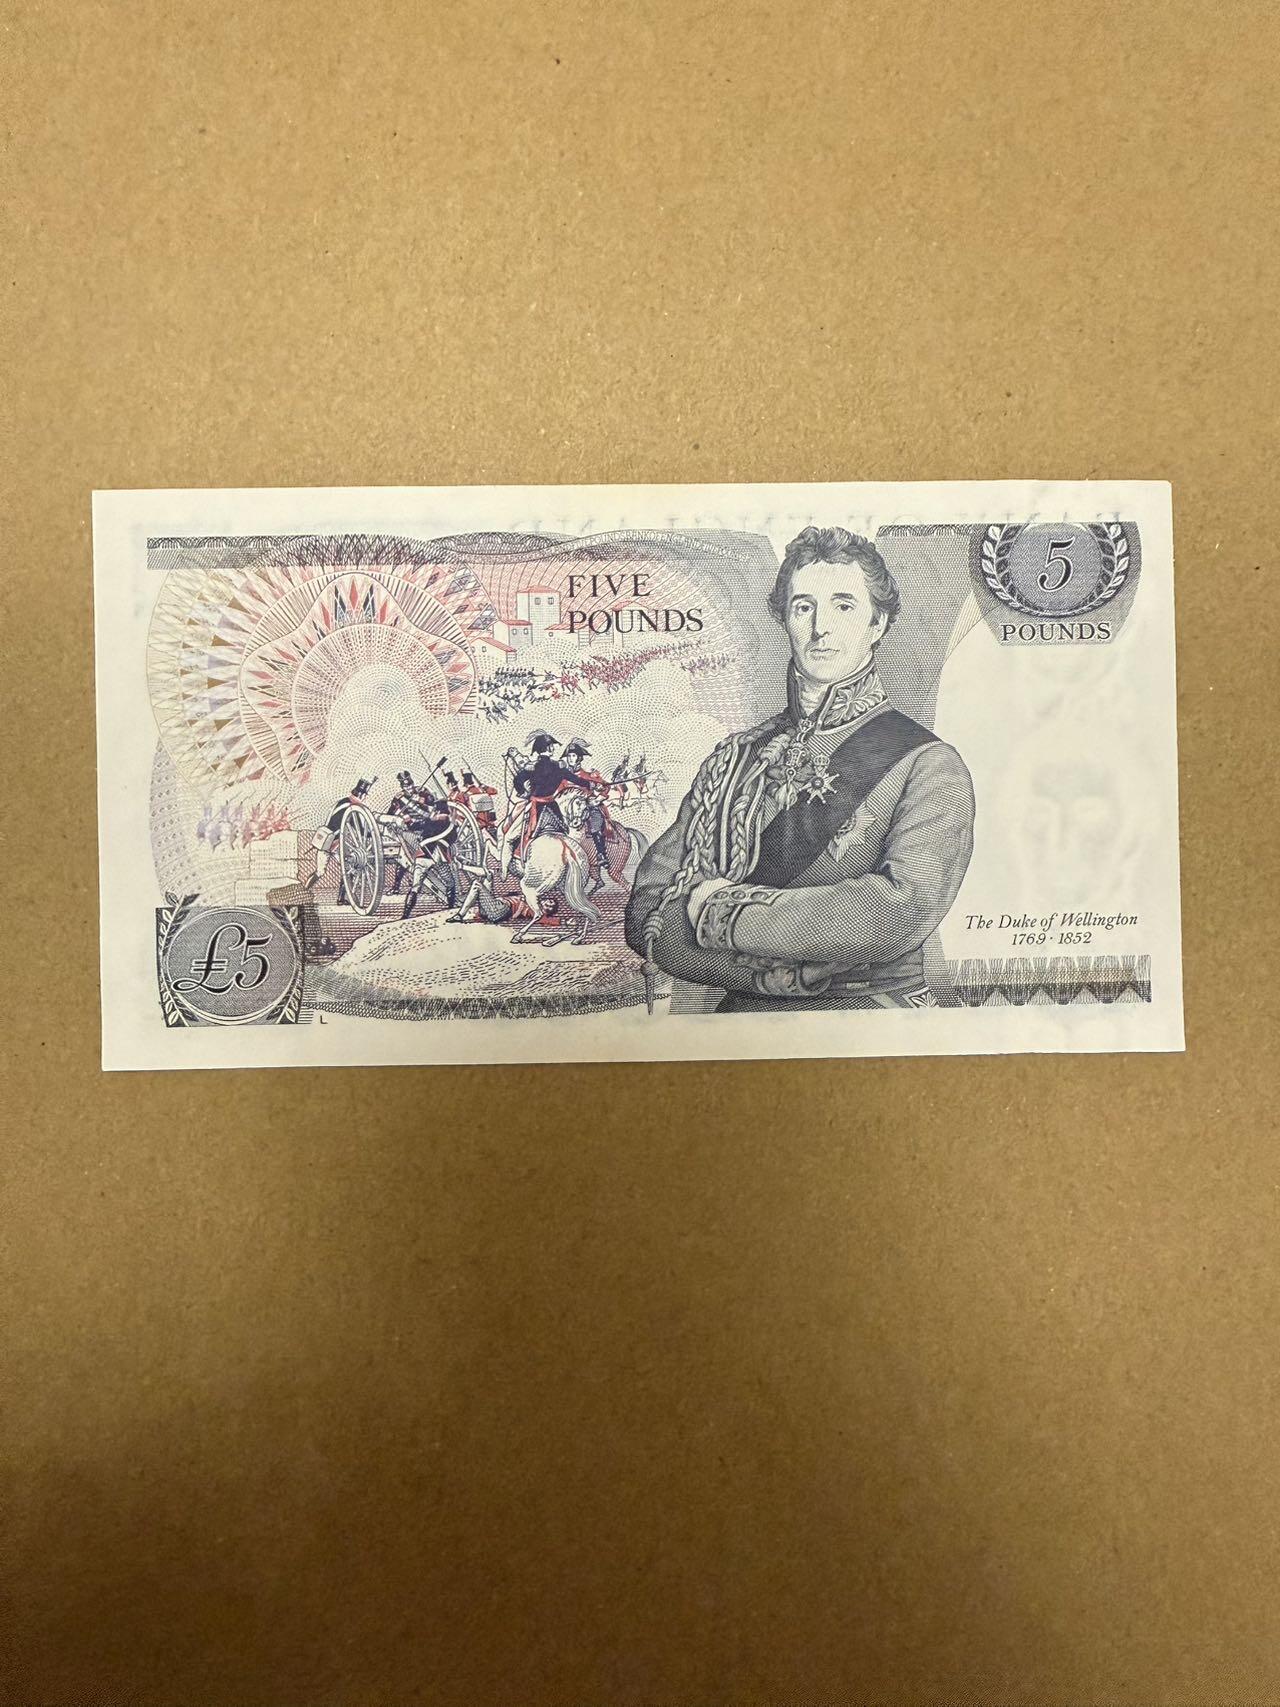 FIVE
POUNDS
5
POUNDS
The Duke of Wellington
1769 · 1852
£5
L